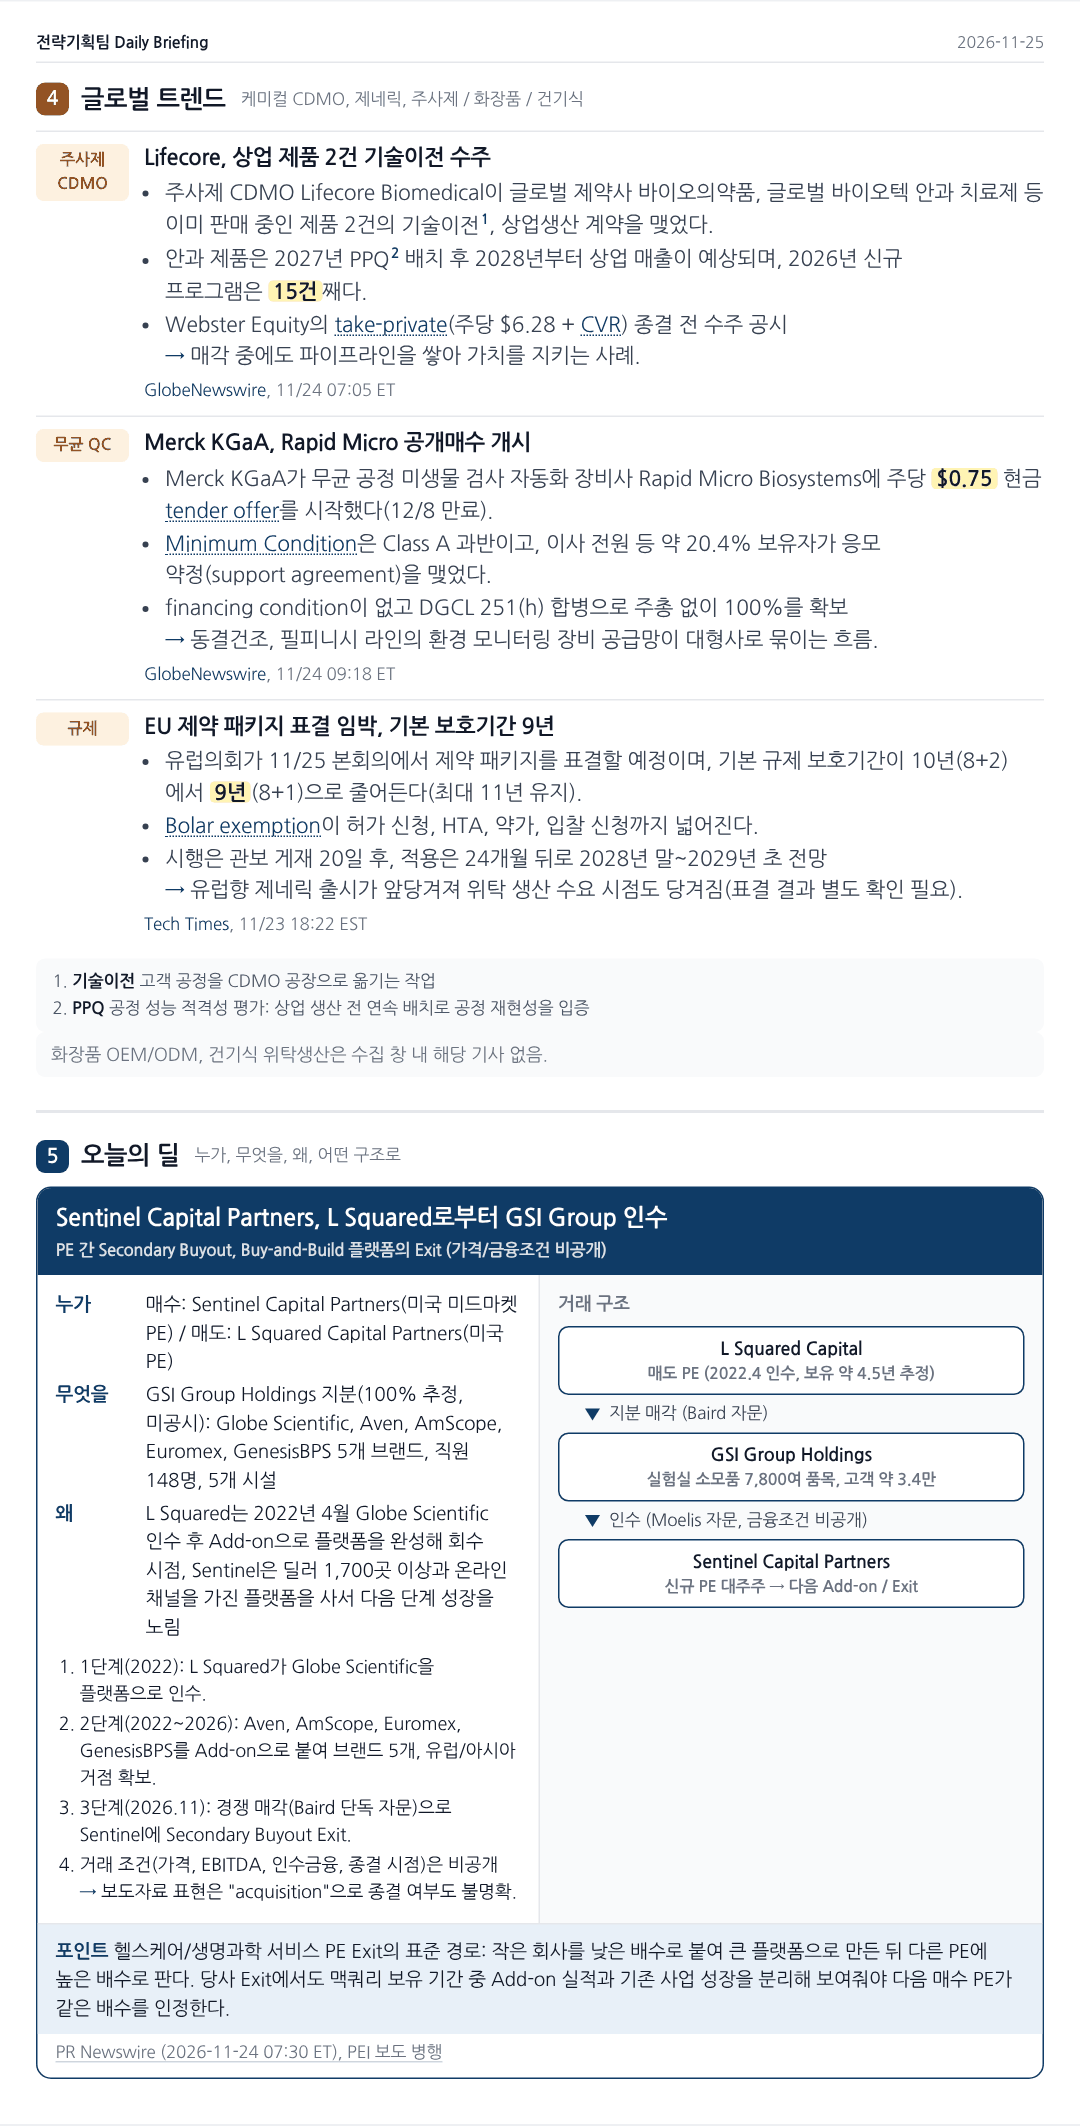 전략기획팀 Daily Briefing
2026-11-25
4 글로벌 트렌드 케미컬 CDMO, 제네릭, 주사제 / 화장품 / 건기식
주사제
CDMO
Lifecore, 상업 제품 2건 기술이전 수주
• 주사제 CDMO Lifecore Biomedical이 글로벌 제약사 바이오의약품, 글로벌 바이오텍 안과 치료제 등
이미 판매 중인 제품 2건의 기술이전¹, 상업생산 계약을 맺었다.
• 안과 제품은 2027년 PPQ² 배치 후 2028년부터 상업 매출이 예상되며, 2026년 신규
프로그램은 15건째다.
• Webster Equity의 take-private(주당 $6.28 + CVR) 종결 전 수주 공시
→ 매각 중에도 파이프라인을 쌓아 가치를 지키는 사례.
GlobeNewswire, 11/24 07:05 ET
무균 QC
Merck KGaA, Rapid Micro 공개매수 개시
• Merck KGaA가 무균 공정 미생물 검사 자동화 장비사 Rapid Micro Biosystems에 주당 $0.75 현금
tender offer를 시작했다(12/8 만료).
• Minimum Condition은 Class A 과반이고, 이사 전원 등 약 20.4% 보유자가 응모
약정(support agreement)을 맺었다.
• financing condition이 없고 DGCL 251(h) 합병으로 주총 없이 100%를 확보
→ 동결건조, 필피니시 라인의 환경 모니터링 장비 공급망이 대형사로 묶이는 흐름.
GlobeNewswire, 11/24 09:18 ET
규제
EU 제약 패키지 표결 임박, 기본 보호기간 9년
• 유럽의회가 11/25 본회의에서 제약 패키지를 표결할 예정이며, 기본 규제 보호기간이 10년(8+2)
에서 9년(8+1)으로 줄어든다(최대 11년 유지).
• Bolar exemption이 허가 신청, HTA, 약가, 입찰 신청까지 넓어진다.
• 시행은 관보 게재 20일 후, 적용은 24개월 뒤로 2028년 말~2029년 초 전망
→ 유럽향 제네릭 출시가 앞당겨져 위탁 생산 수요 시점도 당겨짐(표결 결과 별도 확인 필요).
Tech Times, 11/23 18:22 EST
1. 기술이전 고객 공정을 CDMO 공장으로 옮기는 작업
2. PPQ 공정 성능 적격성 평가: 상업 생산 전 연속 배치로 공정 재현성을 입증
화장품 OEM/ODM, 건기식 위탁생산은 수집 창 내 해당 기사 없음.
5 오늘의 딜 누가, 무엇을, 왜, 어떤 구조로
Sentinel Capital Partners, L Squared로부터 GSI Group 인수
PE 간 Secondary Buyout, Buy-and-Build 플랫폼의 Exit (가격/금융조건 비공개)
누가
매수: Sentinel Capital Partners(미국 미드마켓
PE) / 매도: L Squared Capital Partners(미국
PE)
무엇을
GSI Group Holdings 지분(100% 추정,
미공시): Globe Scientific, Aven, AmScope,
Euromex, GenesisBPS 5개 브랜드, 직원
148명, 5개 시설
왜
L Squared는 2022년 4월 Globe Scientific
인수 후 Add-on으로 플랫폼을 완성해 회수
시점, Sentinel은 딜러 1,700곳 이상과 온라인
채널을 가진 플랫폼을 사서 다음 단계 성장을
노림
1. 1단계(2022): L Squared가 Globe Scientific을
플랫폼으로 인수.
2. 2단계(2022~2026): Aven, AmScope, Euromex,
GenesisBPS를 Add-on으로 붙여 브랜드 5개, 유럽/아시아
거점 확보.
3. 3단계(2026.11): 경쟁 매각(Baird 단독 자문)으로
Sentinel에 Secondary Buyout Exit.
4. 거래 조건(가격, EBITDA, 인수금융, 종결 시점)은 비공개
→ 보도자료 표현은 "acquisition"으로 종결 여부도 불명확.
거래 구조
L Squared Capital
매도 PE (2022.4 인수, 보유 약 4.5년 추정)
▼ 지분 매각 (Baird 자문)
GSI Group Holdings
실험실 소모품 7,800여 품목, 고객 약 3.4만
▼ 인수 (Moelis 자문, 금융조건 비공개)
Sentinel Capital Partners
신규 PE 대주주 → 다음 Add-on / Exit
포인트 헬스케어/생명과학 서비스 PE Exit의 표준 경로: 작은 회사를 낮은 배수로 붙여 큰 플랫폼으로 만든 뒤 다른 PE에
높은 배수로 판다. 당사 Exit에서도 맥쿼리 보유 기간 중 Add-on 실적과 기존 사업 성장을 분리해 보여줘야 다음 매수 PE가
같은 배수를 인정한다.
PR Newswire (2026-11-24 07:30 ET), PEI 보도 병행